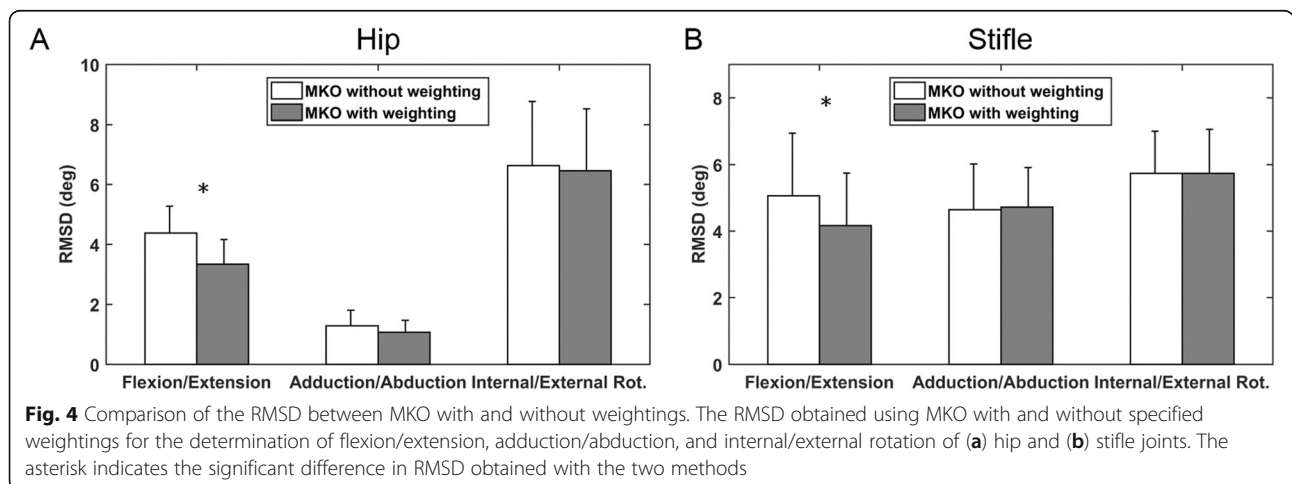 A
Hip
10
8
6
4
2
0
RMSD (deg)
MKO without weighting
MKO with weighting
*
Flexion/Extension Adduction/Abduction Internal/External Rot.
B
Stifle
8
6
4
2
0
RMSD (deg)
MKO without weighting
MKO with weighting
*
Flexion/Extension Adduction/Abduction Internal/External Rot.
Fig. 4 Comparison of the RMSD between MKO with and without weightings. The RMSD obtained using MKO with and without specified
weightings for the determination of flexion/extension, adduction/abduction, and internal/external rotation of (a) hip and (b) stifle joints. The
asterisk indicates the significant difference in RMSD obtained with the two methods